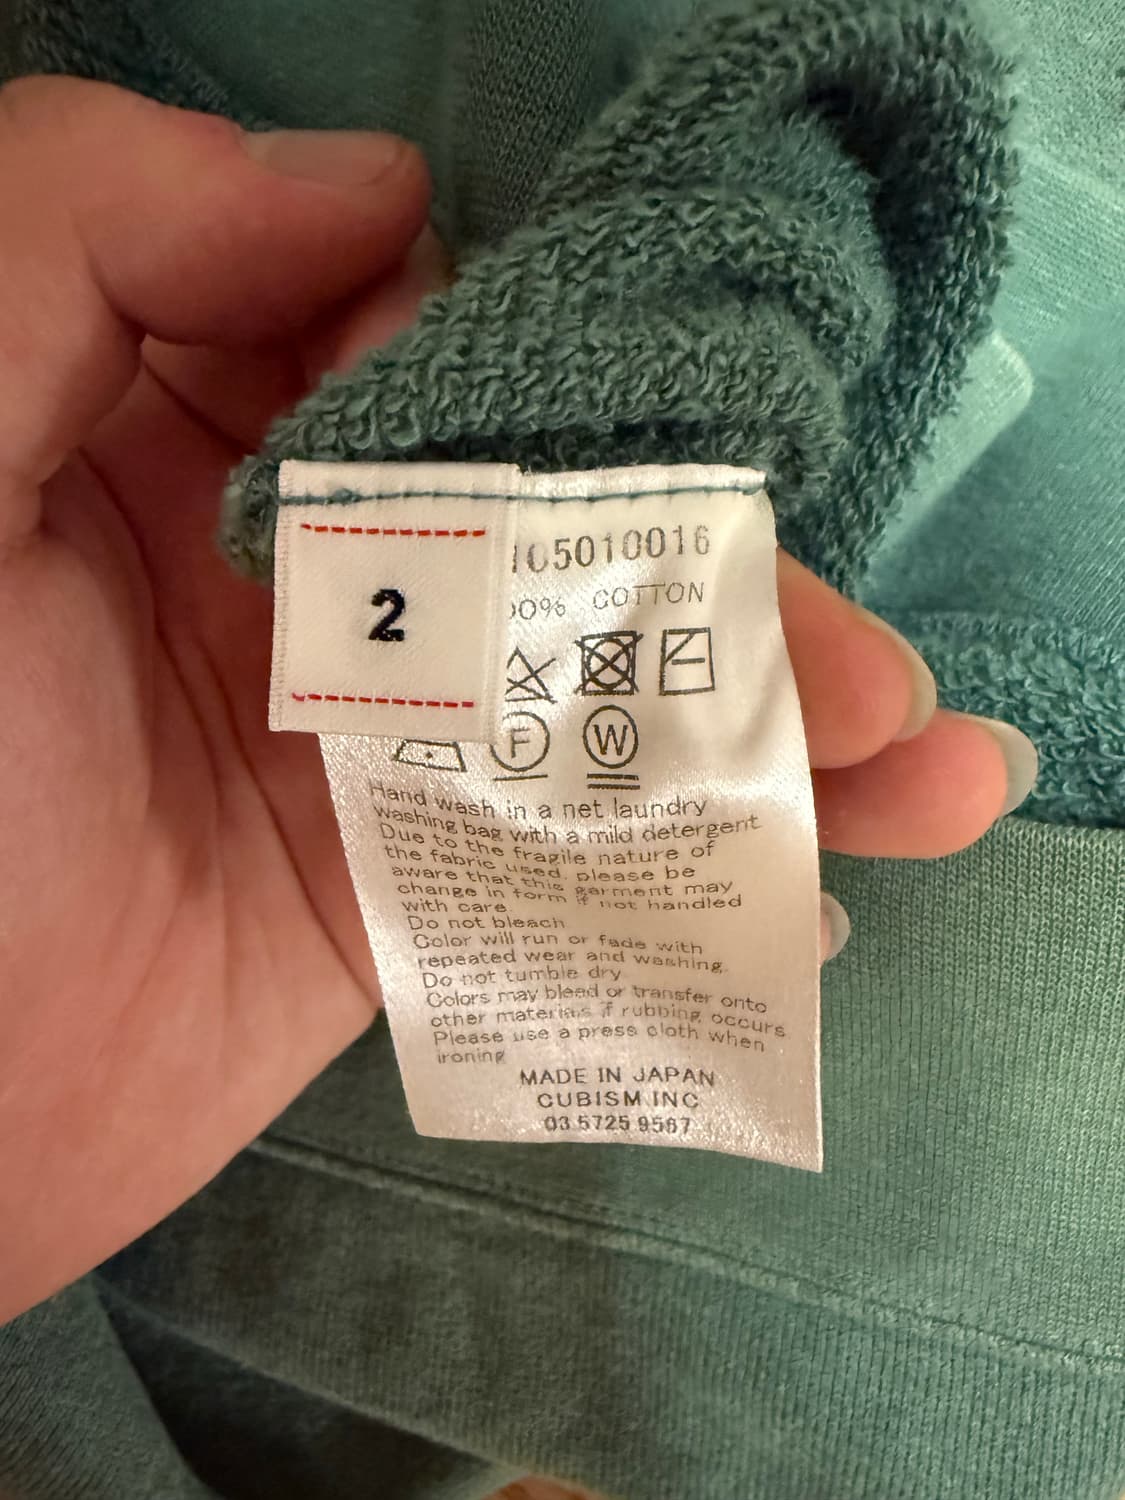 2
105010016
00% COTTON
F
W
Hand wash in a net laundry
washing bag with a mild detergent
Due to the fragile nature of
the fabric used. please be
aware that this garment may
change in form if not handled
with care.
Do not bleach
Color will run or fade with
repeated wear and washing.
Do not tumble dry
Colors may bleed or transfer onto
other materials if rubbing occurs
Please use a press cloth when
ironing
MADE IN JAPAN
CUBISM INC
03 5725 9567